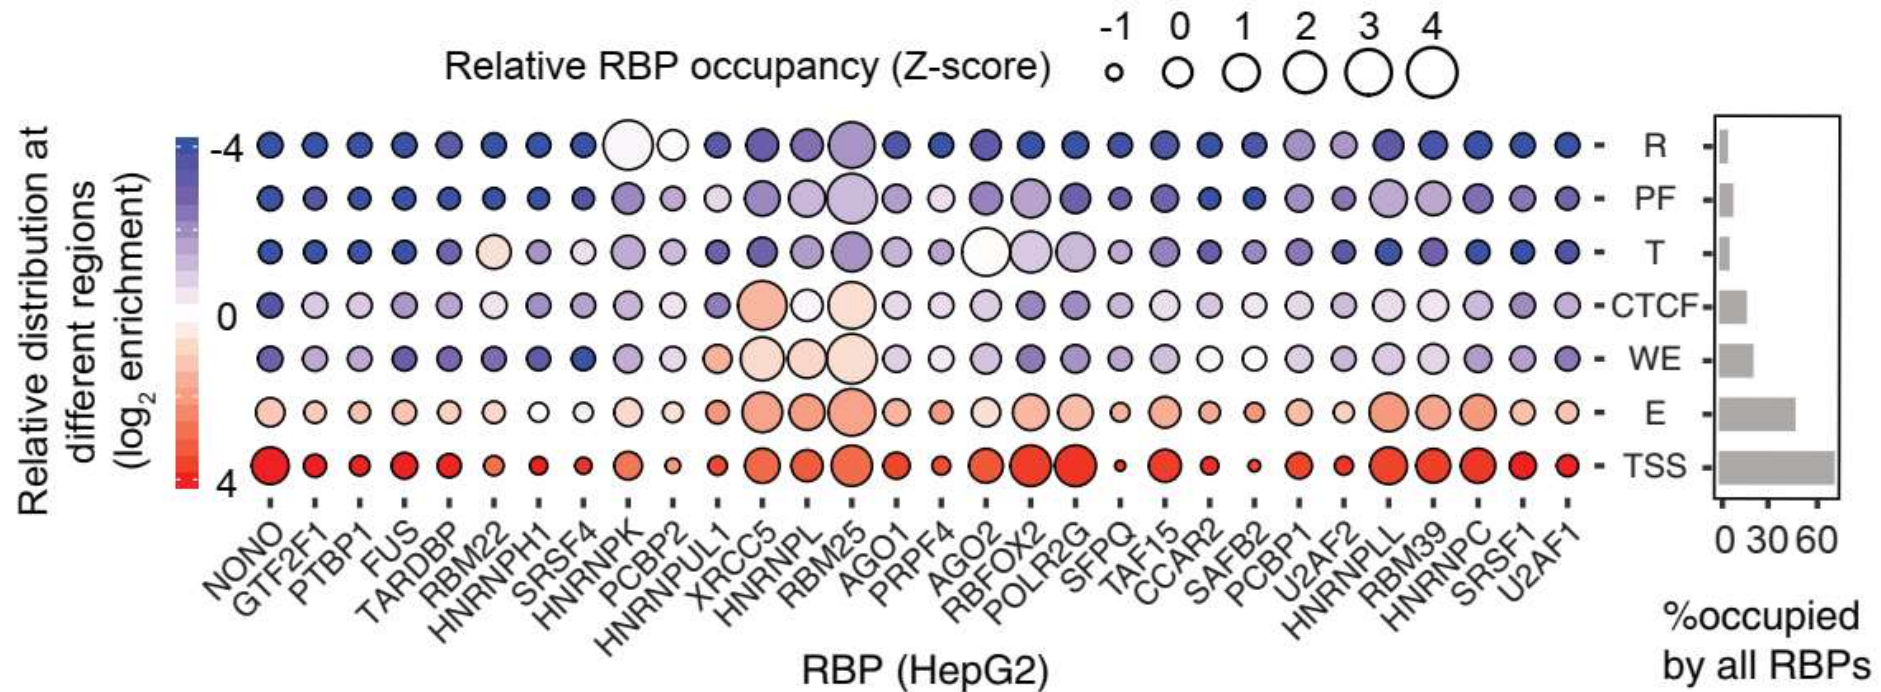 -1 0 1 2 3 4
Relative RBP occupancy (Z-score)
Relative distribution at
different regions
(log2 enrichment)
-4
0
4
R
PF
T
CTCF
WE
E
TSS
NONO
GTF2F1
PTBP1
FUS
TARDBP
RBM22
HNRNPH1
SRSF4
HNRNPK
PCBP2
HNRNPUL1
XRCC5
HNRNPL
RBM25
AGO1
PRPF4
AGO2
RBFOX2
POLR2G
SFPQ
TAF15
CCAR2
SAFB2
PCBP1
U2AF2
HNRNPLL
RBM39
HNRNPC
SRSF1
U2AF1
RBP (HepG2)
0 30 60
%occupied
by all RBPs